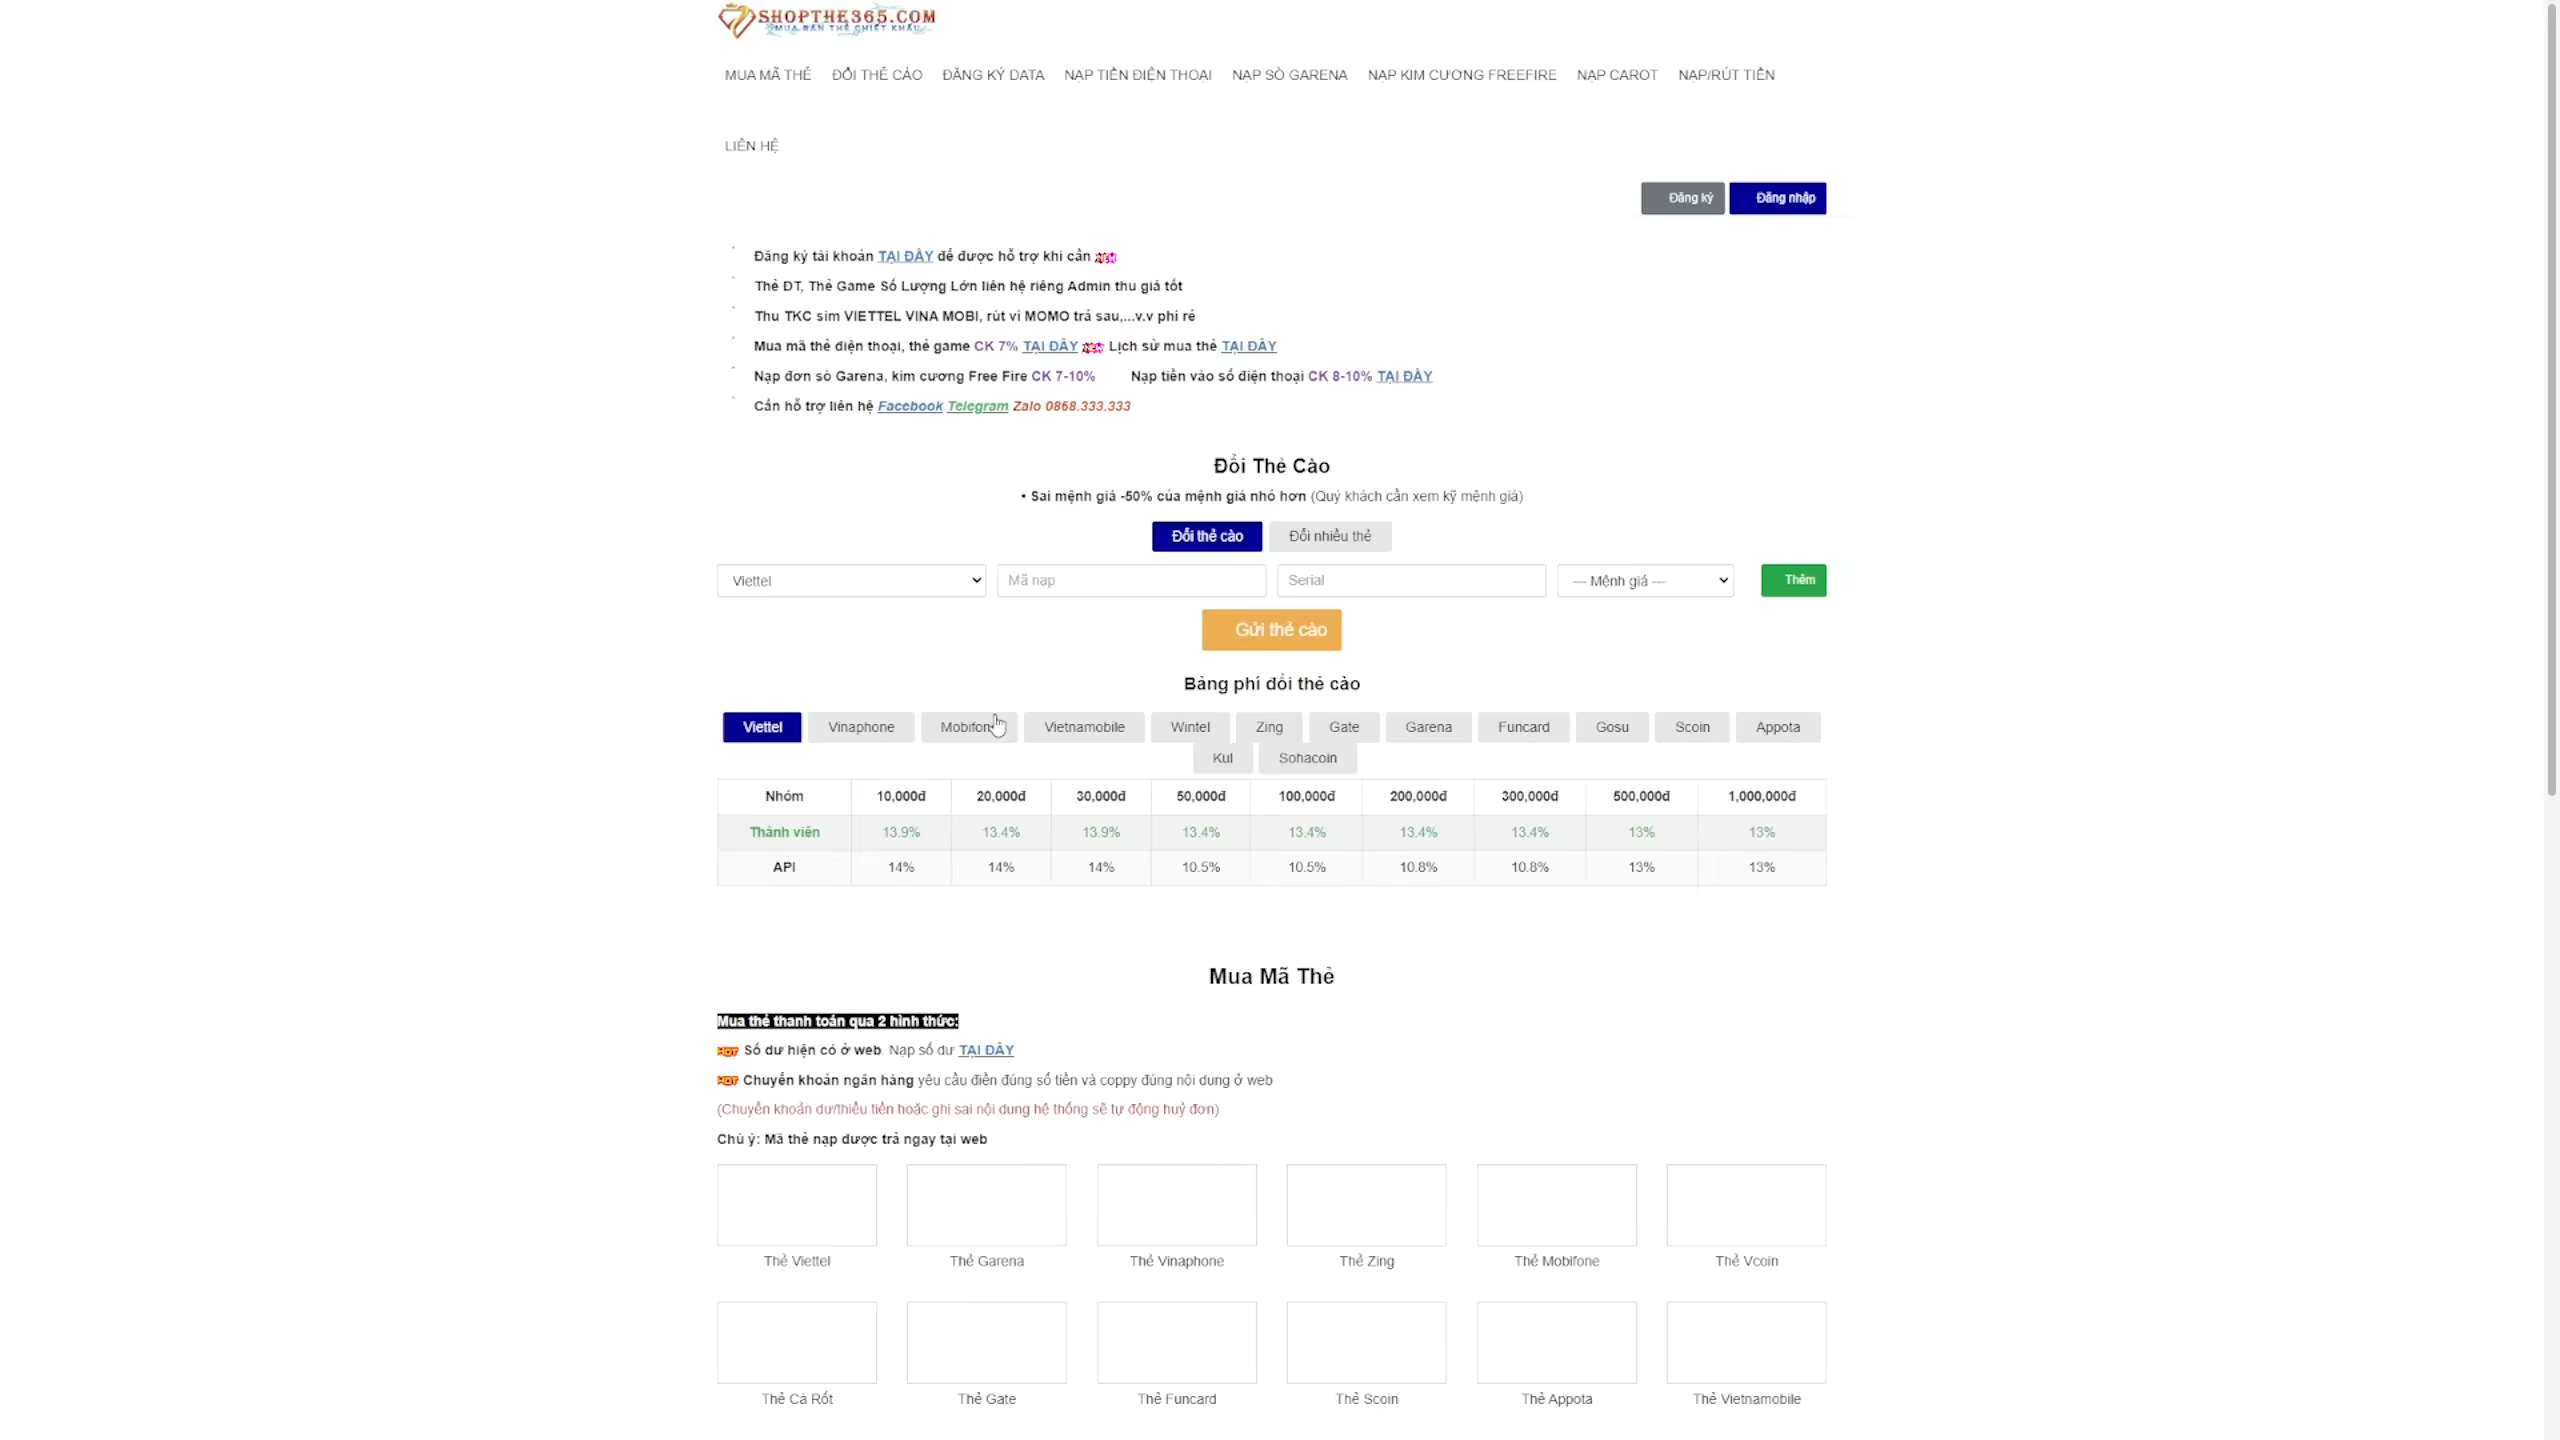 SHOPTHE365.COM
MUA BÁN THẺ CHIẾT KHẤU
MUA MÃ THẺ ĐỔI THẺ CÀO ĐĂNG KÝ DATA NẠP TIỀN ĐIỆN THOẠI NẠP SÒ GARENA NẠP KIM CƯƠNG FREEFIRE NẠP CAROT NẠP/RÚT TIỀN
LIÊN HỆ
Đăng ký Đăng nhập
Đăng ký tài khoản TẠI ĐÂY để được hỗ trợ khi cần NEW
Thẻ ĐT, Thẻ Game Số Lượng Lớn liên hệ riêng Admin thu giá tốt
Thu TKC sim VIETTEL VINA MOBI, rút ví MOMO trả sau,...v.v phí rẻ
Mua mã thẻ điện thoại, thẻ game CK 7% TẠI ĐÂY NEW Lịch sử mua thẻ TẠI ĐÂY
Nạp đơn sò Garena, kim cương Free Fire CK 7-10% Nạp tiền vào số điện thoại CK 8-10% TẠI ĐÂY
Cần hỗ trợ liên hệ Facebook Telegram Zalo 0868.333.333
Đổi Thẻ Cào
• Sai mệnh giá -50% của mệnh giá nhỏ hơn (Quý khách cần xem kỹ mệnh giá)
Đổi thẻ cào Đổi nhiều thẻ
Viettel Mã nạp Serial --- Mệnh giá --- Thêm
Gửi thẻ cào
Bảng phí đổi thẻ cào
Viettel Vinaphone Mobifone Vietnamobile Wintel Zing Gate Garena Funcard Gosu Scoin Appota
Kul Sohacoin
Nhóm 10,000đ 20,000đ 30,000đ 50,000đ 100,000đ 200,000đ 300,000đ 500,000đ 1,000,000đ
Thành viên 13.9% 13.4% 13.9% 13.4% 13.4% 13.4% 13.4% 13% 13%
API 14% 14% 14% 10.5% 10.5% 10.8% 10.8% 13% 13%
Mua Mã Thẻ
Mua thẻ thanh toán qua 2 hình thức:
HOT Số dư hiện có ở web. Nạp số dư TẠI ĐÂY
HOT Chuyển khoản ngân hàng yêu cầu điền đúng số tiền và coppy đúng nội dung ở web
(Chuyển khoản dư/thiếu tiền hoặc ghi sai nội dung hệ thống sẽ tự động huỷ đơn)
Chú ý: Mã thẻ nạp được trả ngay tại web
Thẻ Viettel Thẻ Garena Thẻ Vinaphone Thẻ Zing Thẻ Mobifone Thẻ Vcoin
Thẻ Cà Rốt Thẻ Gate Thẻ Funcard Thẻ Scoin Thẻ Appota Thẻ Vietnamobile